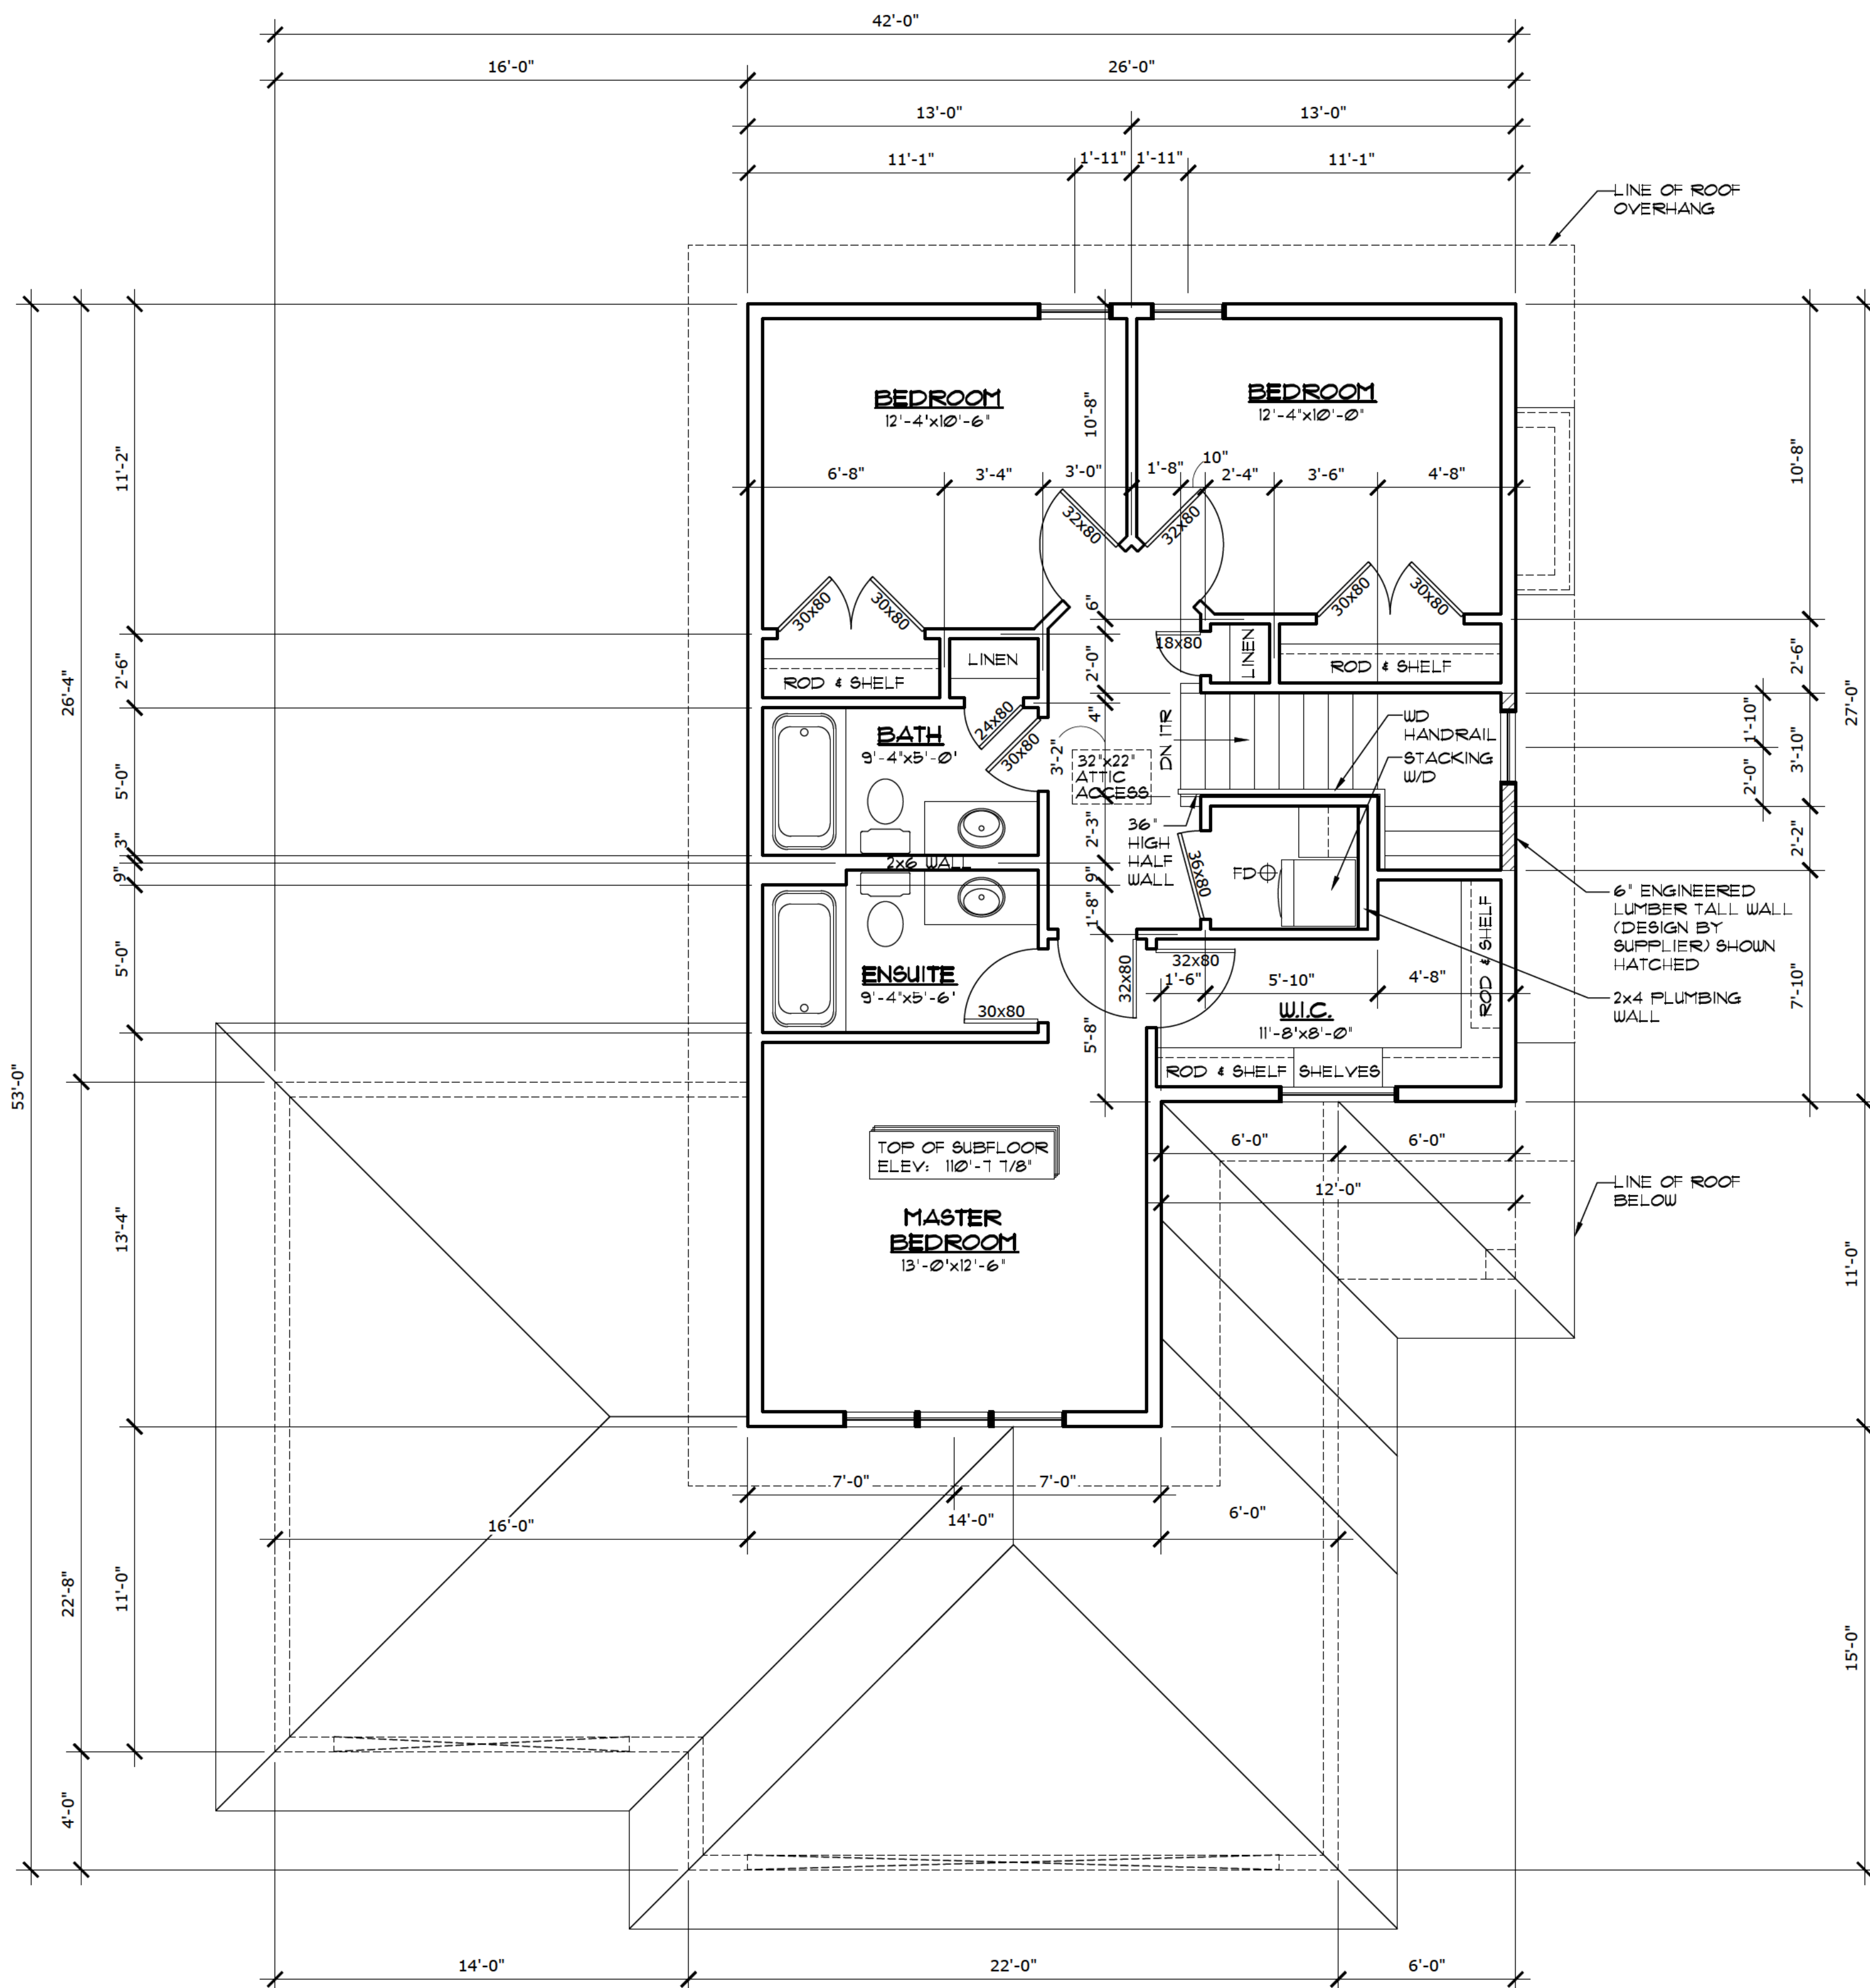 42'-0"
16'-0"
26'-0"
13'-0"
13'-0"
11'-1"
1'-11"
1'-11"
11'-1"
LINE OF ROOF
OVERHANG
BEDROOM
12'-4"x10'-6"
BEDROOM
12'-4"x10'-0"
10'-8"
6'-8"
3'-4"
3'-0"
1'-8"
10"
2'-4"
3'-6"
4'-8"
32x80
32x80
30x80
30x80
30x80
30x80
6"
18x80
LINEN
LINEN
2'-0"
ROD & SHELF
ROD & SHELF
4"
24x80
30x80
BATH
9'-4"x5'-0"
3'-2"
32"x22"
ATTIC
ACCESS
DN 17R
WD
HANDRAIL
STACKING
W/D
36"
HIGH
HALF
WALL
2'-3"
36x80
FD
2x6 WALL
9"
1'-8"
6" ENGINEERED
LUMBER TALL WALL
(DESIGN BY
SUPPLIER) SHOWN
HATCHED
ROD & SHELF
2x4 PLUMBING
WALL
ENSUITE
9'-4"x5'-6"
30x80
32x80
32x80
1'-6"
5'-10"
4'-8"
W.I.C.
11'-8"x8'-0"
5'-8"
ROD & SHELF
SHELVES
TOP OF SUBFLOOR
ELEV: 110'-7 7/8"
MASTER
BEDROOM
13'-0"x12'-6"
6'-0"
6'-0"
12'-0"
LINE OF ROOF
BELOW
7'-0"
7'-0"
16'-0"
14'-0"
6'-0"
14'-0"
22'-0"
6'-0"
53'-0"
26'-4"
22'-8"
4'-0"
11'-2"
2'-6"
5'-0"
3"
9"
5'-0"
13'-4"
11'-0"
1'-10"
2'-0"
10'-8"
2'-6"
3'-10"
2'-2"
7'-10"
27'-0"
11'-0"
15'-0"